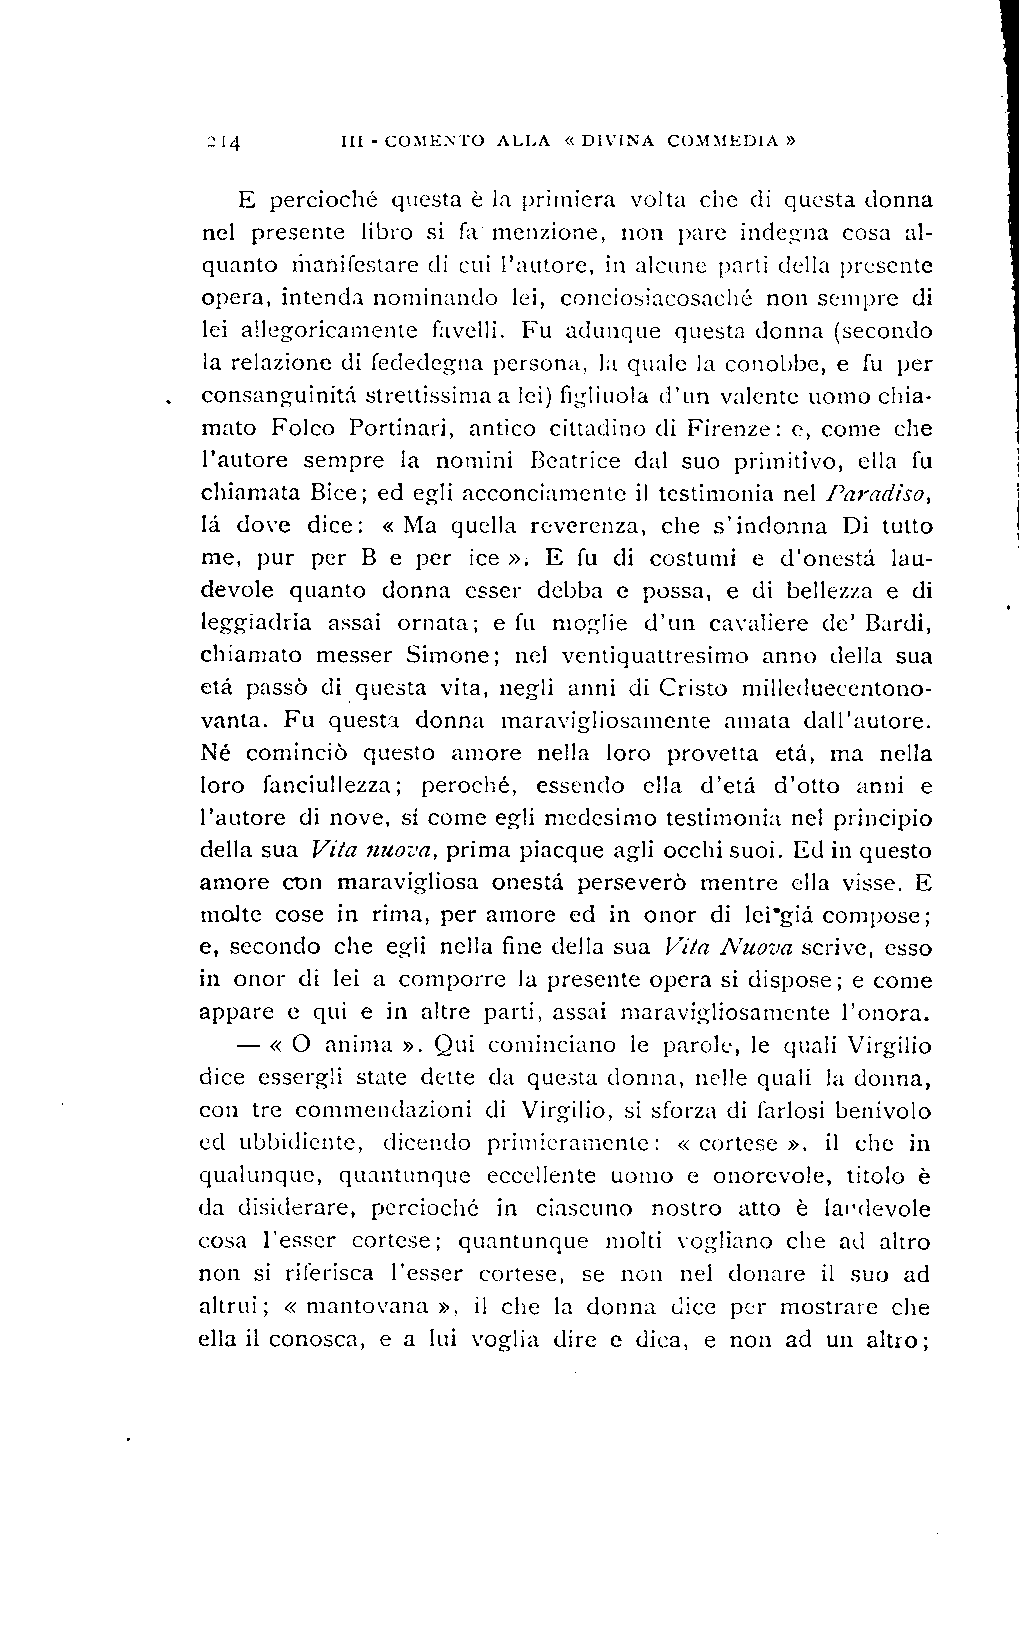 214 III - COMENTO ALLA « DIVINA COMMEDIA »
E percioché questa è la primiera volta che di questa donna
nel presente libro si fa menzione, non pare indegna cosa al-
quanto manifestare di cui l'autore, in alcune parti della presente
opera, intenda nominando lei, conciosiacosaché non sempre di
lei allegoricamente favelli. Fu adunque questa donna (secondo
la relazione di fededegna persona, la quale la conobbe, e fu per
consanguinitá strettissima a lei) figliuola d'un valente uomo chia-
mato Folco Portinari, antico cittadino di Firenze: e, come che
l'autore sempre la nomini Beatrice dal suo primitivo, ella fu
chiamata Bice; ed egli acconciamente il testimonia nel Paradiso,
lá dove dice: « Ma quella reverenza, che s'indonna Di tutto
me, pur per B e per ice ». E fu di costumi e d'onestá lau-
devole quanto donna esser debba e possa, e di bellezza e di
leggiadria assai ornata; e fu moglie d'un cavaliere de' Bardi,
chiamato messer Simone; nel ventiquattresimo anno della sua
etá passò di questa vita, negli anni di Cristo milleduecentono-
vanta. Fu questa donna maravigliosamente amata dall'autore.
Né cominciò questo amore nella loro provetta etá, ma nella
loro fanciullezza; peroché, essendo ella d'etá d'otto anni e
l'autore di nove, sí come egli medesimo testimonia nel principio
della sua Vita nuova, prima piacque agli occhi suoi. Ed in questo
amore con maravigliosa onestá perseverò mentre ella visse. E
molte cose in rima, per amore ed in onor di lei giá compose;
e, secondo che egli nella fine della sua Vita Nuova scrive, esso
in onor di lei a comporre la presente opera si dispose; e come
appare e qui e in altre parti, assai maravigliosamente l'onora.
— « O anima ». Qui cominciano le parole, le quali Virgilio
dice essergli state dette da questa donna, nelle quali la donna,
con tre commendazioni di Virgilio, si sforza di farlosi benivolo
ed ubbidiente, dicendo primieramente: « cortese », il che in
qualunque, quantunque eccellente uomo e onorevole, titolo è
da disiderare, percioché in ciascuno nostro atto è laudevole
cosa l'esser cortese; quantunque molti vogliano che ad altro
non si riferisca l'esser cortese, se non nel donare il suo ad
altrui; « mantovana », il che la donna dice per mostrare che
ella il conosca, e a lui voglia dire e dica, e non ad un altro;